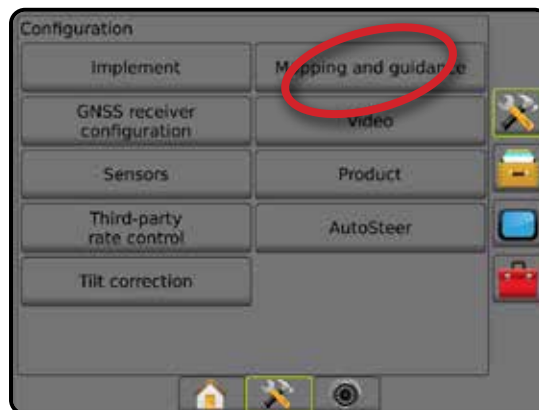 Configuration
Implement
Mapping and guidance
GNSS receiver
configuration
Video
Sensors
Product
Third-party
rate control
AutoSteer
Tilt correction